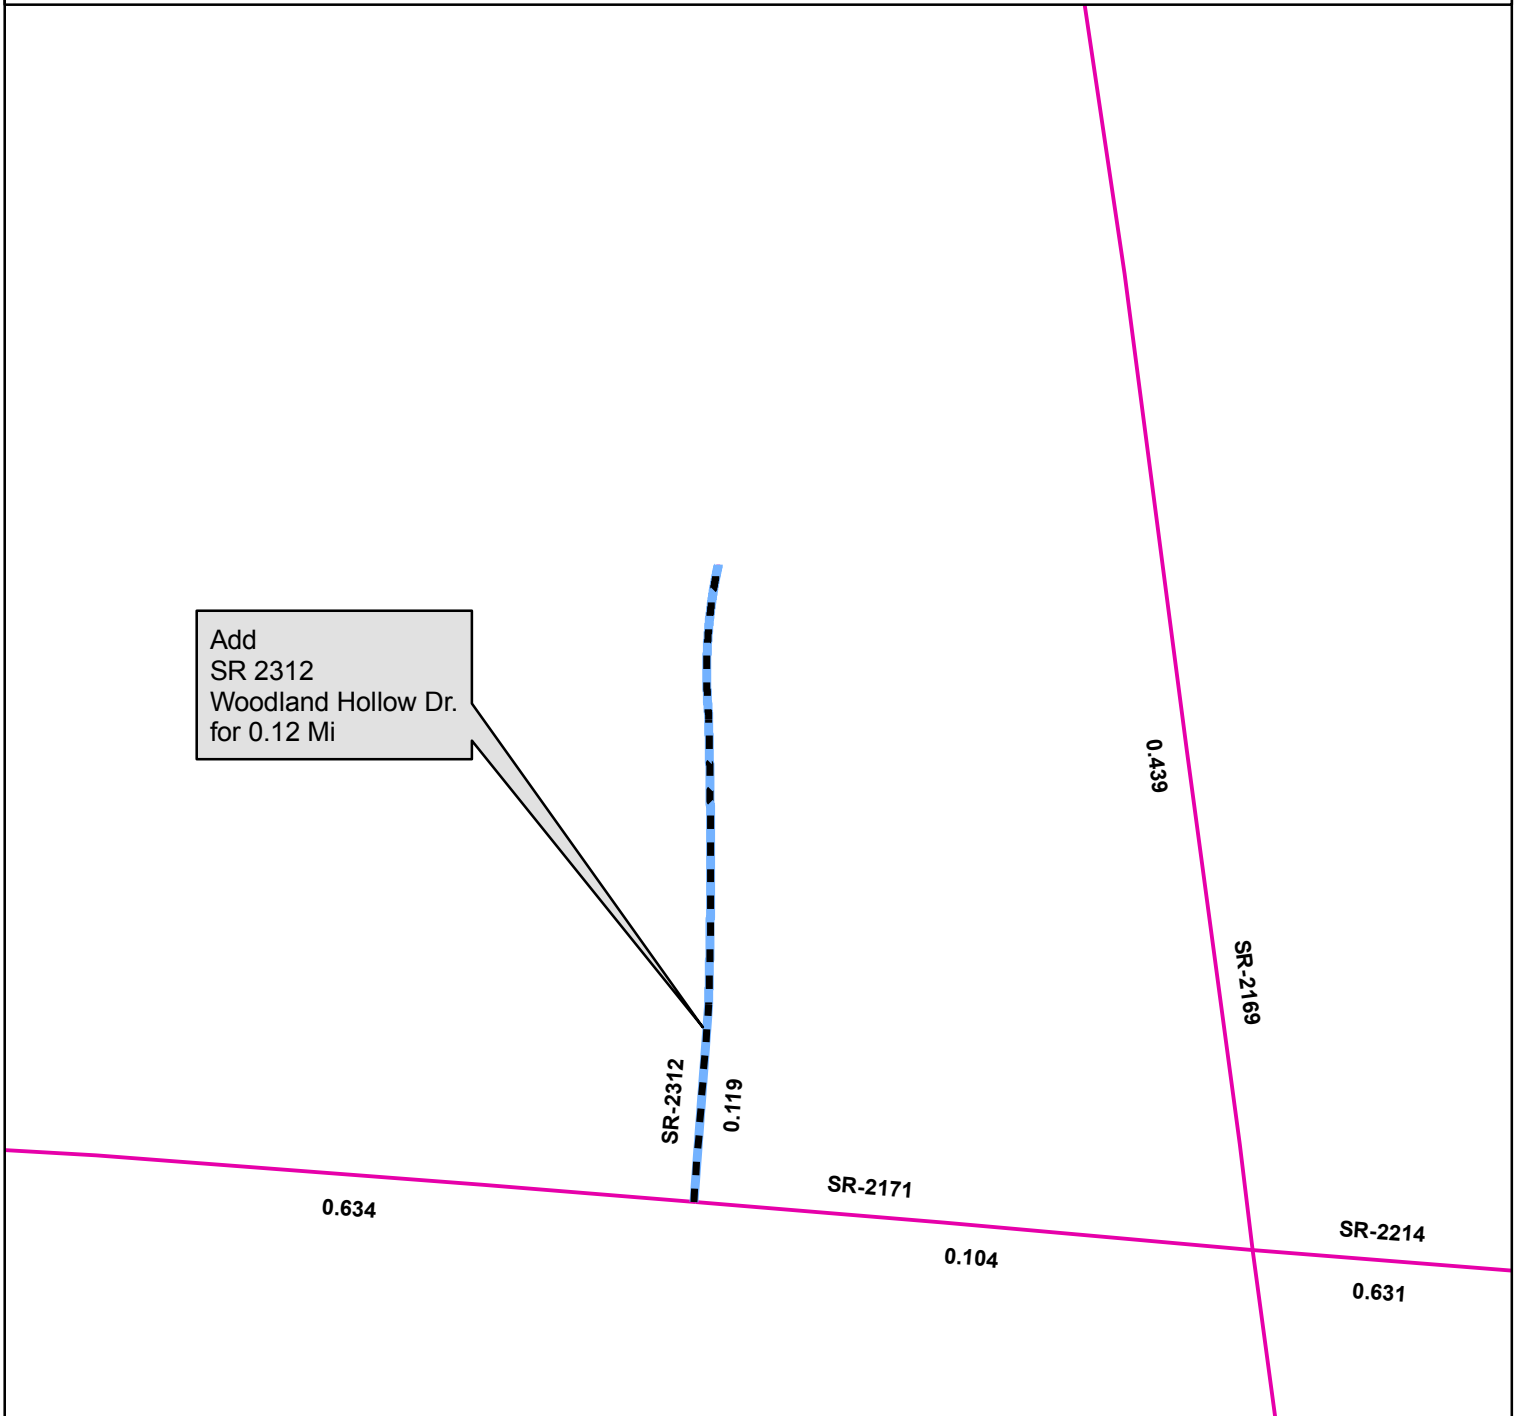 Add
SR 2312
Woodland Hollow Dr.
for 0.12 Mi
0.439
SR-2169
SR-2312
0.119
SR-2171
0.634
0.104
SR-2214
0.631